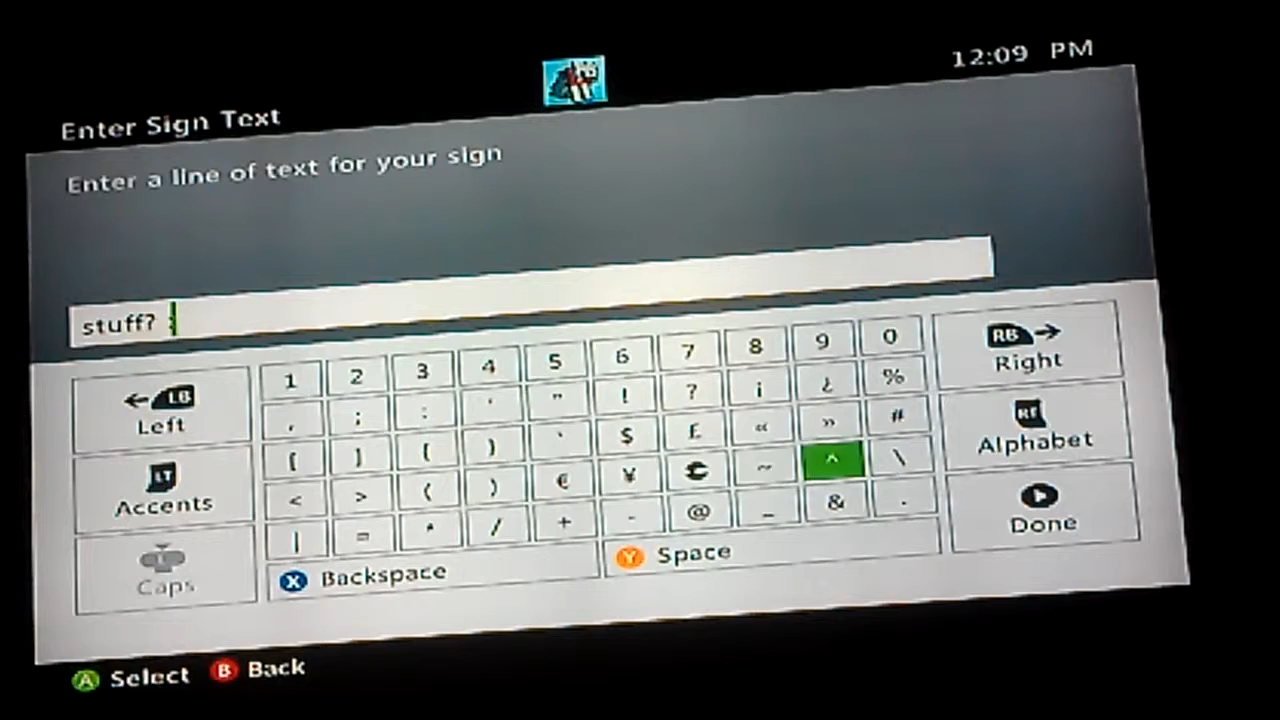 12:09 PM
Enter Sign Text
Enter a line of text for your sign
stuff?
LB
Left
LT
Accents
Caps
1 2 3 4 5 6 7 8 9 0
, ; : ' " ! ? ¡ ¿ %
[ ] { } ` $ £ « » #
< > ( ) € ¥ ~ ^ \
| = * / + - @ _ & .
X Backspace
Y Space
RB
Right
RT
Alphabet
Done
A Select B Back